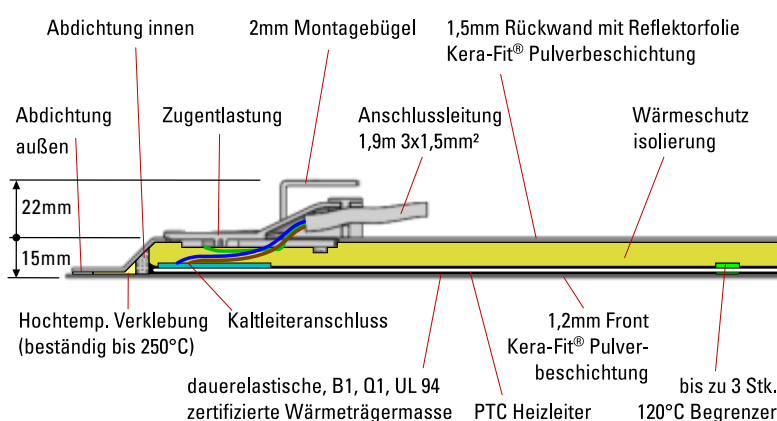 Abdichtung innen
2mm Montagebügel
1,5mm Rückwand mit Reflektorfolie
Kera-Fit® Pulverbeschichtung
Abdichtung
außen
Zugentlastung
Anschlussleitung
1,9m 3x1,5mm²
Wärmeschutz
isolierung
22mm
15mm
Hochtemp. Verklebung
(beständig bis 250°C)
Kaltleiteranschluss
1,2mm Front
Kera-Fit® Pulver-
beschichtung
dauerelastische, B1, Q1, UL 94
zertifizierte Wärmeträgermasse
PTC Heizleiter
bis zu 3 Stk.
120°C Begrenzer